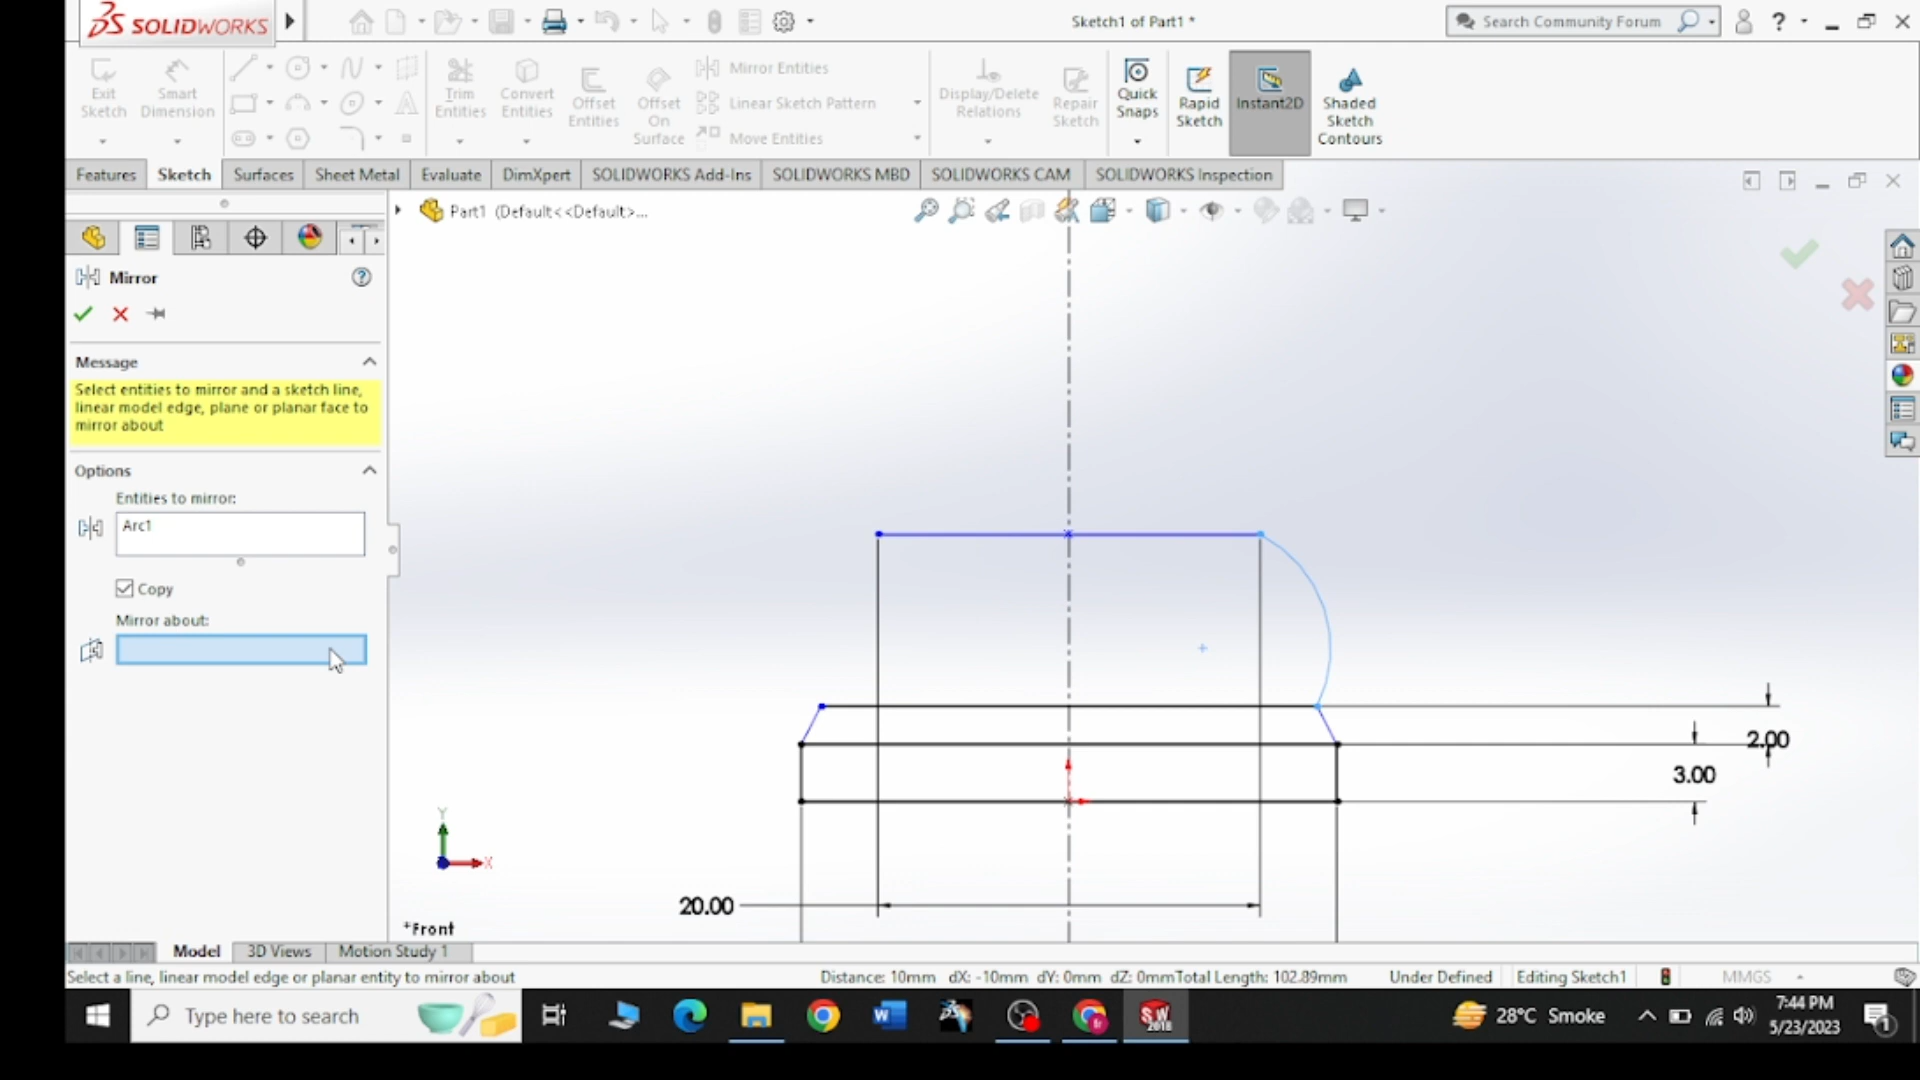 SOLIDWORKS
Sketch1 of Part1 *
Search Community Forum
?
Exit Sketch
Smart Dimension
Trim Entities
Convert Entities
Offset Entities
Offset On Surface
Mirror Entities
Linear Sketch Pattern
Move Entities
Display/Delete Relations
Repair Sketch
Quick Snaps
Rapid Sketch
Instant2D
Shaded Sketch Contours
Features Sketch Surfaces Sheet Metal Evaluate DimXpert SOLIDWORKS Add-Ins SOLIDWORKS MBD SOLIDWORKS CAM SOLIDWORKS Inspection
Part1 (Default<<Default>...
Mirror
?
Message
Select entities to mirror and a sketch line,
linear model edge, plane or planar face to
mirror about
Options
Entities to mirror:
Arc1
Copy
Mirror about:
2.00
3.00
20.00
Y
X
*Front
Model 3D Views Motion Study 1
Select a line, linear model edge or planar entity to mirror about
Distance: 10mm dX: -10mm dY: 0mm dZ: 0mmTotal Length: 102.89mm Under Defined Editing Sketch1 MMGS
Type here to search
SW
2018
28°C Smoke
7:44 PM
5/23/2023
1